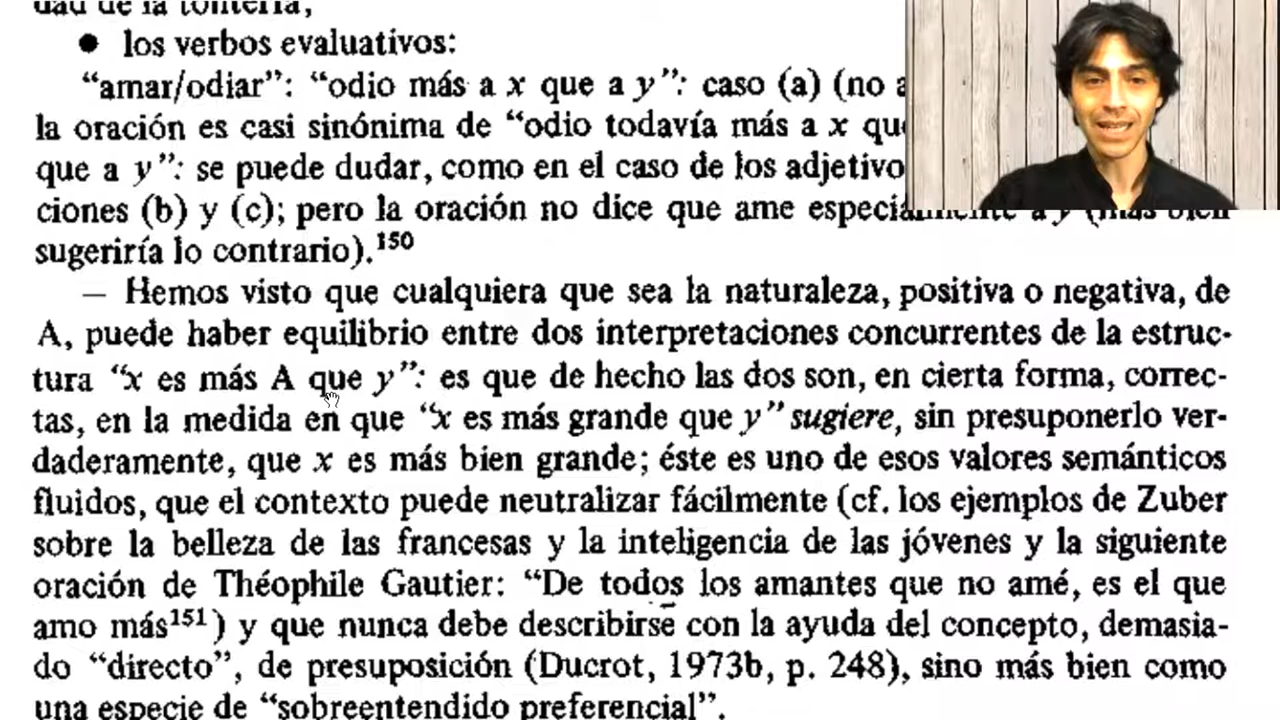 dad de la tontería;
● los verbos evaluativos:
“amar/odiar”: “odio más a x que a y”: caso (a) (no a
la oración es casi sinónima de “odio todavía más a x que
que a y”: se puede dudar, como en el caso de los adjetivo
ciones (b) y (c); pero la oración no dice que ame especialmente a y (más bien
sugeriría lo contrario).¹⁵⁰
— Hemos visto que cualquiera que sea la naturaleza, positiva o negativa, de
A, puede haber equilibrio entre dos interpretaciones concurrentes de la estruc-
tura “x es más A que y”: es que de hecho las dos son, en cierta forma, correc-
tas, en la medida en que “x es más grande que y” sugiere, sin presuponerlo ver-
daderamente, que x es más bien grande; éste es uno de esos valores semánticos
fluidos, que el contexto puede neutralizar fácilmente (cf. los ejemplos de Zuber
sobre la belleza de las francesas y la inteligencia de las jóvenes y la siguiente
oración de Théophile Gautier: “De todos los amantes que no amé, es el que
amo más¹⁵¹) y que nunca debe describirse con la ayuda del concepto, demasia-
do “directo”, de presuposición (Ducrot, 1973b, p. 248), sino más bien como
una especie de “sobreentendido preferencial”.